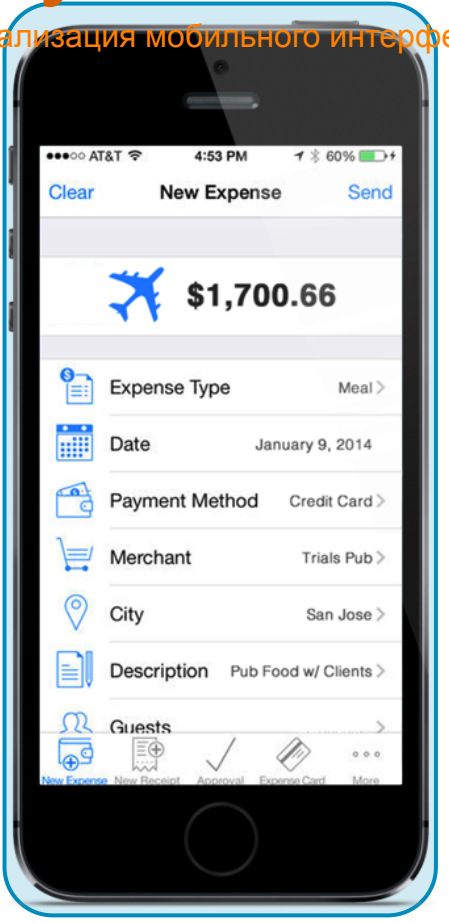 ализация мобильного интерфе
AT&T 4:53 PM 60%
Clear New Expense Send
$1,700.66
$
Expense Type Meal >
Date January 9, 2014
Payment Method Credit Card >
Merchant Trials Pub >
City San Jose >
Description Pub Food w/ Clients >
Guests >
New Expense New Receipt Approval Expense Card More